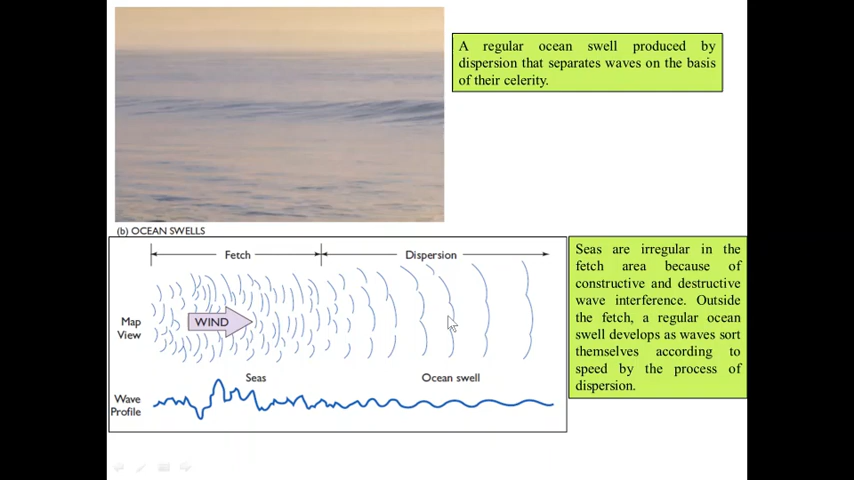 A regular ocean swell produced by
dispersion that separates waves on the basis
of their celerity.
(b) OCEAN SWELLS
Fetch
Dispersion
Map
View
WIND
Seas
Ocean swell
Wave
Profile
Seas are irregular in the
fetch area because of
constructive and destructive
wave interference. Outside
the fetch, a regular ocean
swell develops as waves sort
themselves according to
speed by the process of
dispersion.